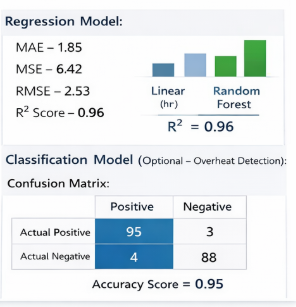 Regression Model:
MAE – 1.85
MSE – 6.42
RMSE – 2.53
R² Score – 0.96
Linear Random
(hr) Forest
R² = 0.96
Classification Model (Optional – Overheat Detection):
Confusion Matrix:
Positive Negative
Actual Positive 95 3
Actual Negative 4 88
Accuracy Score = 0.95